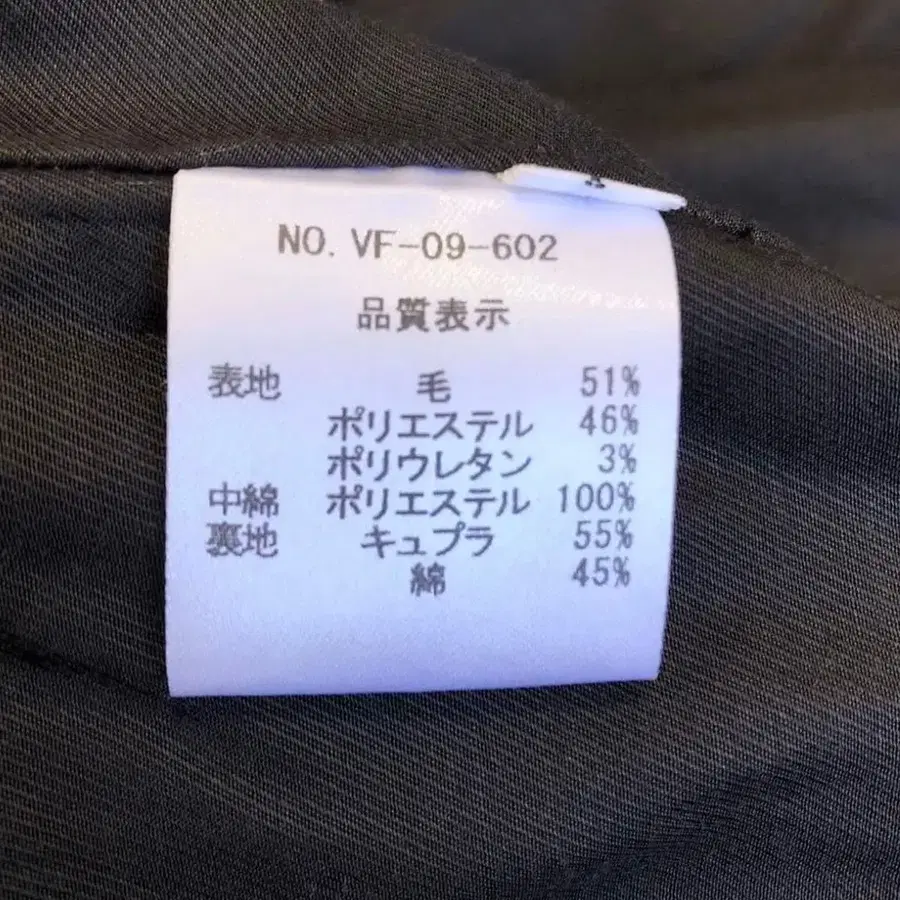 NO. VF-09-602
品質表示
表地 毛 51%
ポリエステル 46%
ポリウレタン 3%
中綿 ポリエステル 100%
裏地 キュプラ 55%
綿 45%